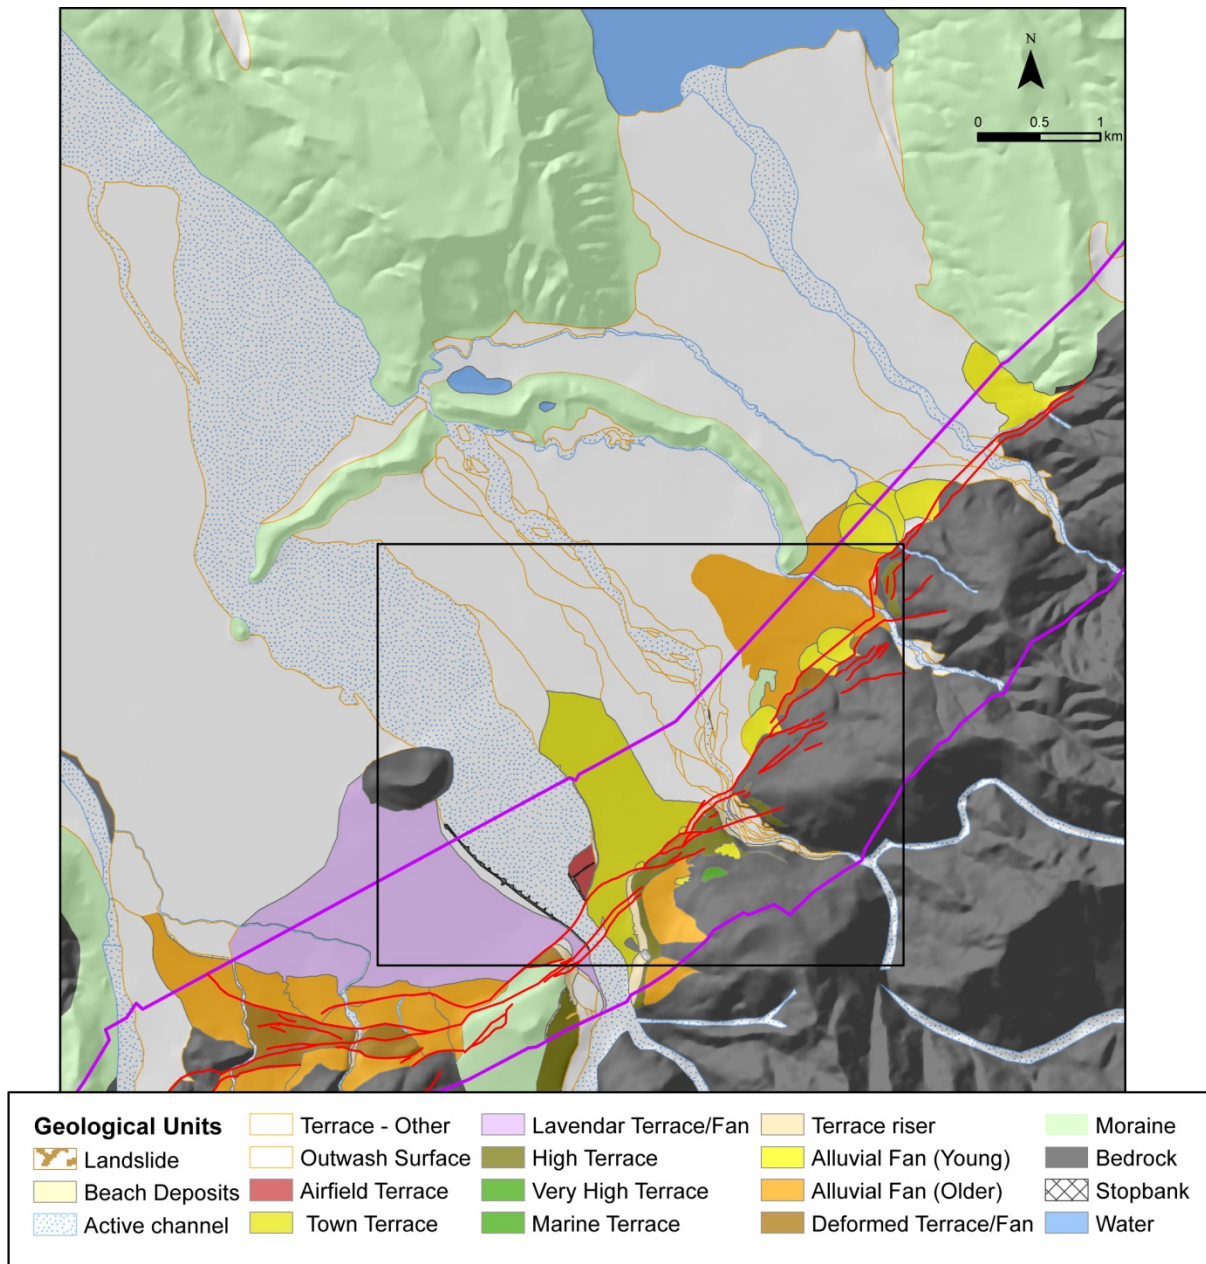 N
0 0.5 1
km
Geological Units
Landslide
Beach Deposits
Active channel
Terrace - Other
Outwash Surface
Airfield Terrace
Town Terrace
Lavendar Terrace/Fan
High Terrace
Very High Terrace
Marine Terrace
Terrace riser
Alluvial Fan (Young)
Alluvial Fan (Older)
Deformed Terrace/Fan
Moraine
Bedrock
Stopbank
Water